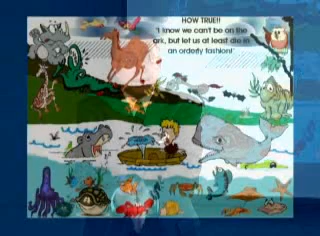 HOW TRUE!!
'I know we can't be on the
ark, but let us at least die in
an orderly fashion!'